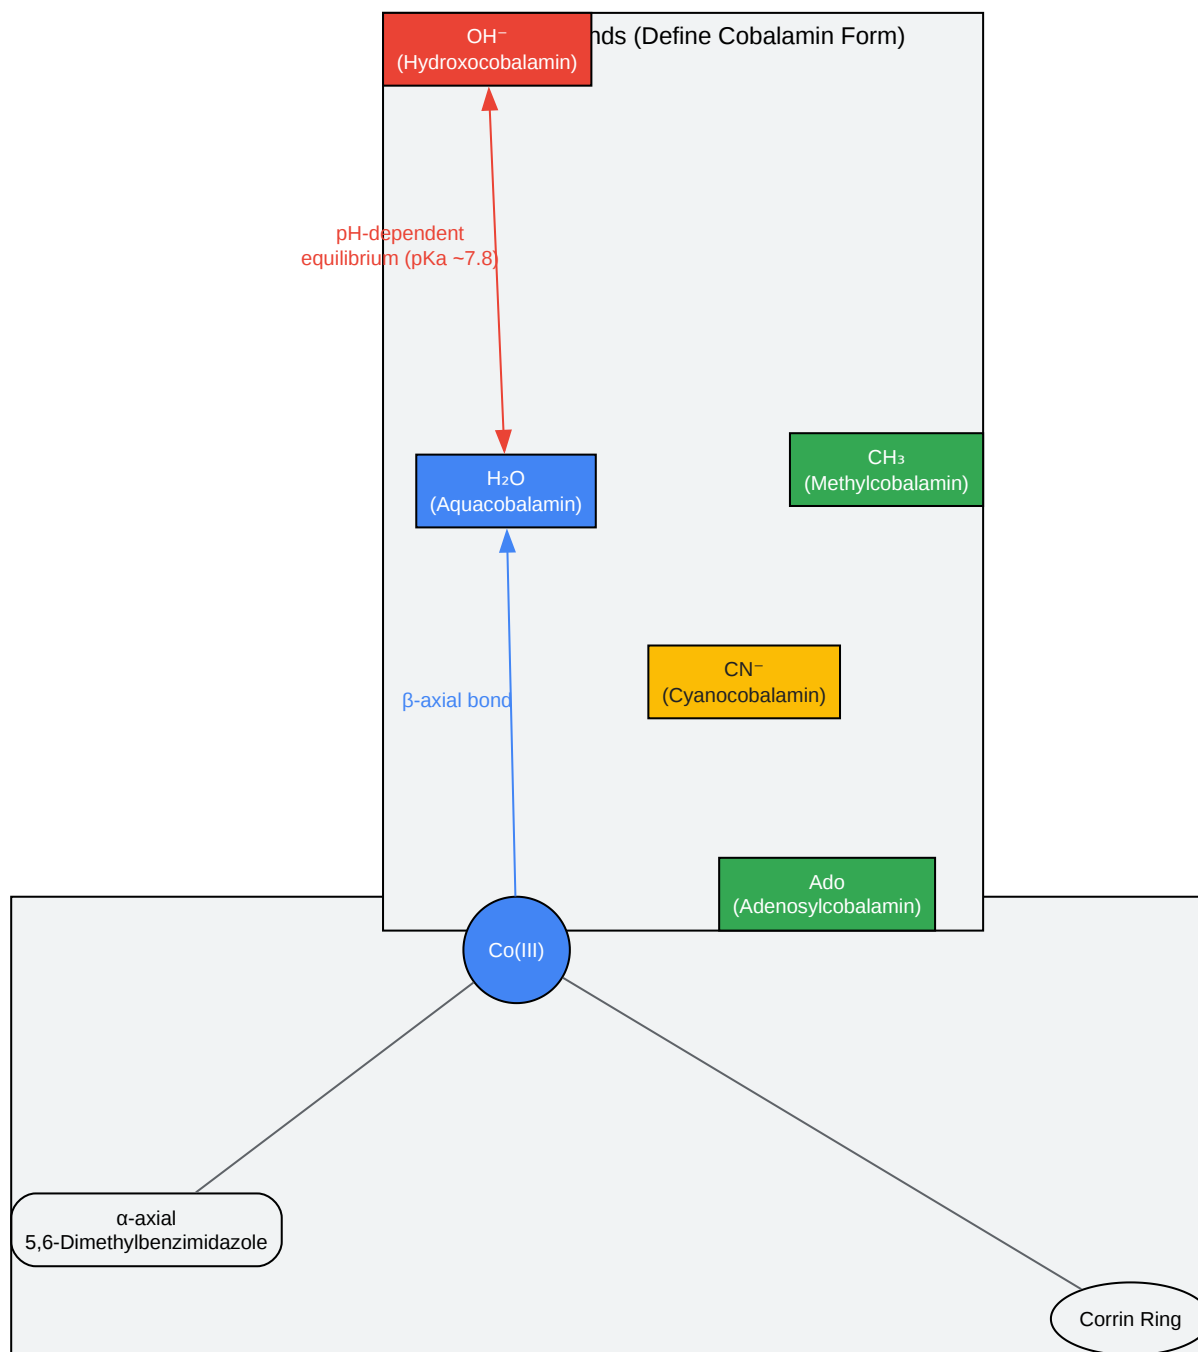 OH⁻
(Hydroxocobalamin)
(Define Cobalamin Form)
pH-dependent
equilibrium (pKa ~7.8)
H₂O
(Aquacobalamin)
CH₃
(Methylcobalamin)
β-axial bond
CN⁻
(Cyanocobalamin)
Ado
(Adenosylcobalamin)
Co(III)
α-axial
5,6-Dimethylbenzimidazole
Corrin Ring